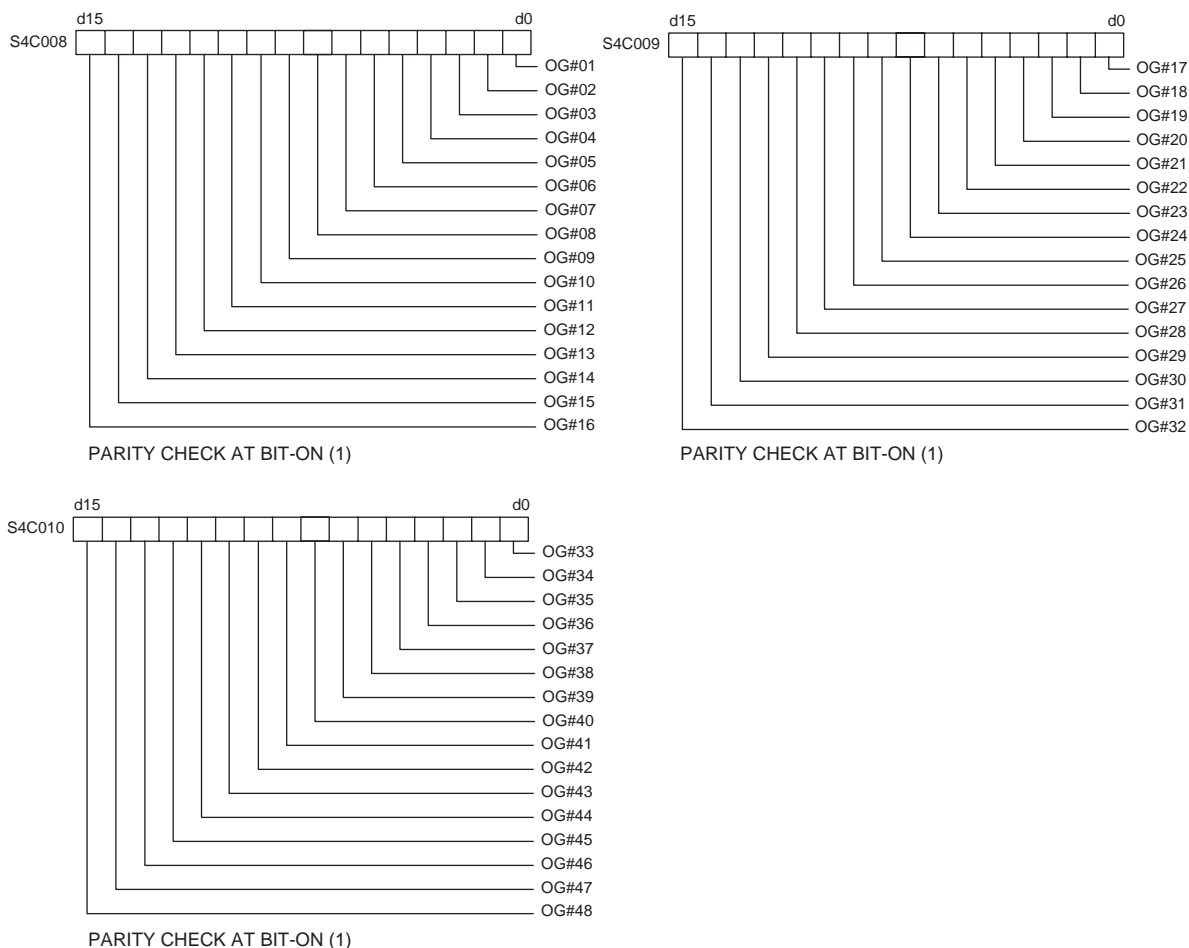 d15 d0
S4C008
OG#01
OG#02
OG#03
OG#04
OG#05
OG#06
OG#07
OG#08
OG#09
OG#10
OG#11
OG#12
OG#13
OG#14
OG#15
OG#16
PARITY CHECK AT BIT-ON (1)
d15 d0
S4C009
OG#17
OG#18
OG#19
OG#20
OG#21
OG#22
OG#23
OG#24
OG#25
OG#26
OG#27
OG#28
OG#29
OG#30
OG#31
OG#32
PARITY CHECK AT BIT-ON (1)
d15 d0
S4C010
OG#33
OG#34
OG#35
OG#36
OG#37
OG#38
OG#39
OG#40
OG#41
OG#42
OG#43
OG#44
OG#45
OG#46
OG#47
OG#48
PARITY CHECK AT BIT-ON (1)